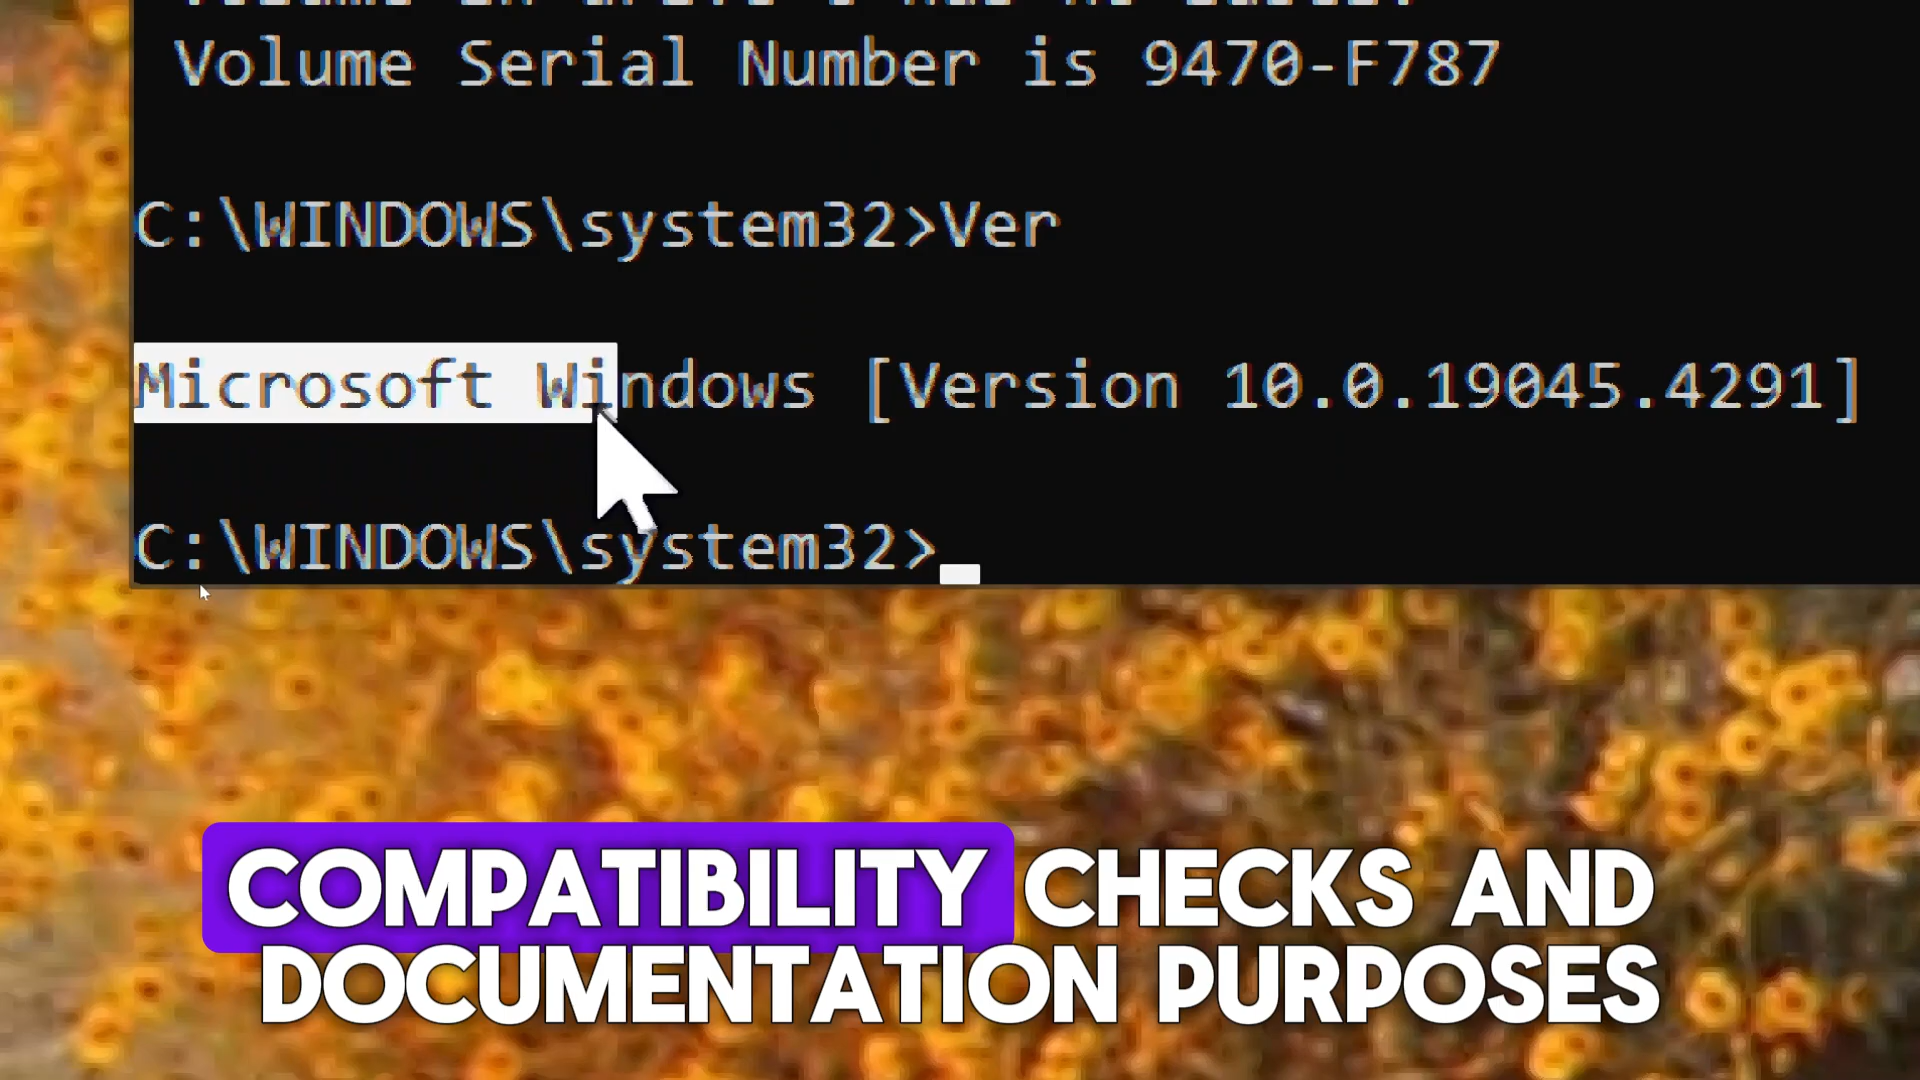 Volume Serial Number is 9470-F787
C:\WINDOWS\system32>Ver
Microsoft Windows [Version 10.0.19045.4291]
C:\WINDOWS\system32>
COMPATIBILITY CHECKS AND
DOCUMENTATION PURPOSES